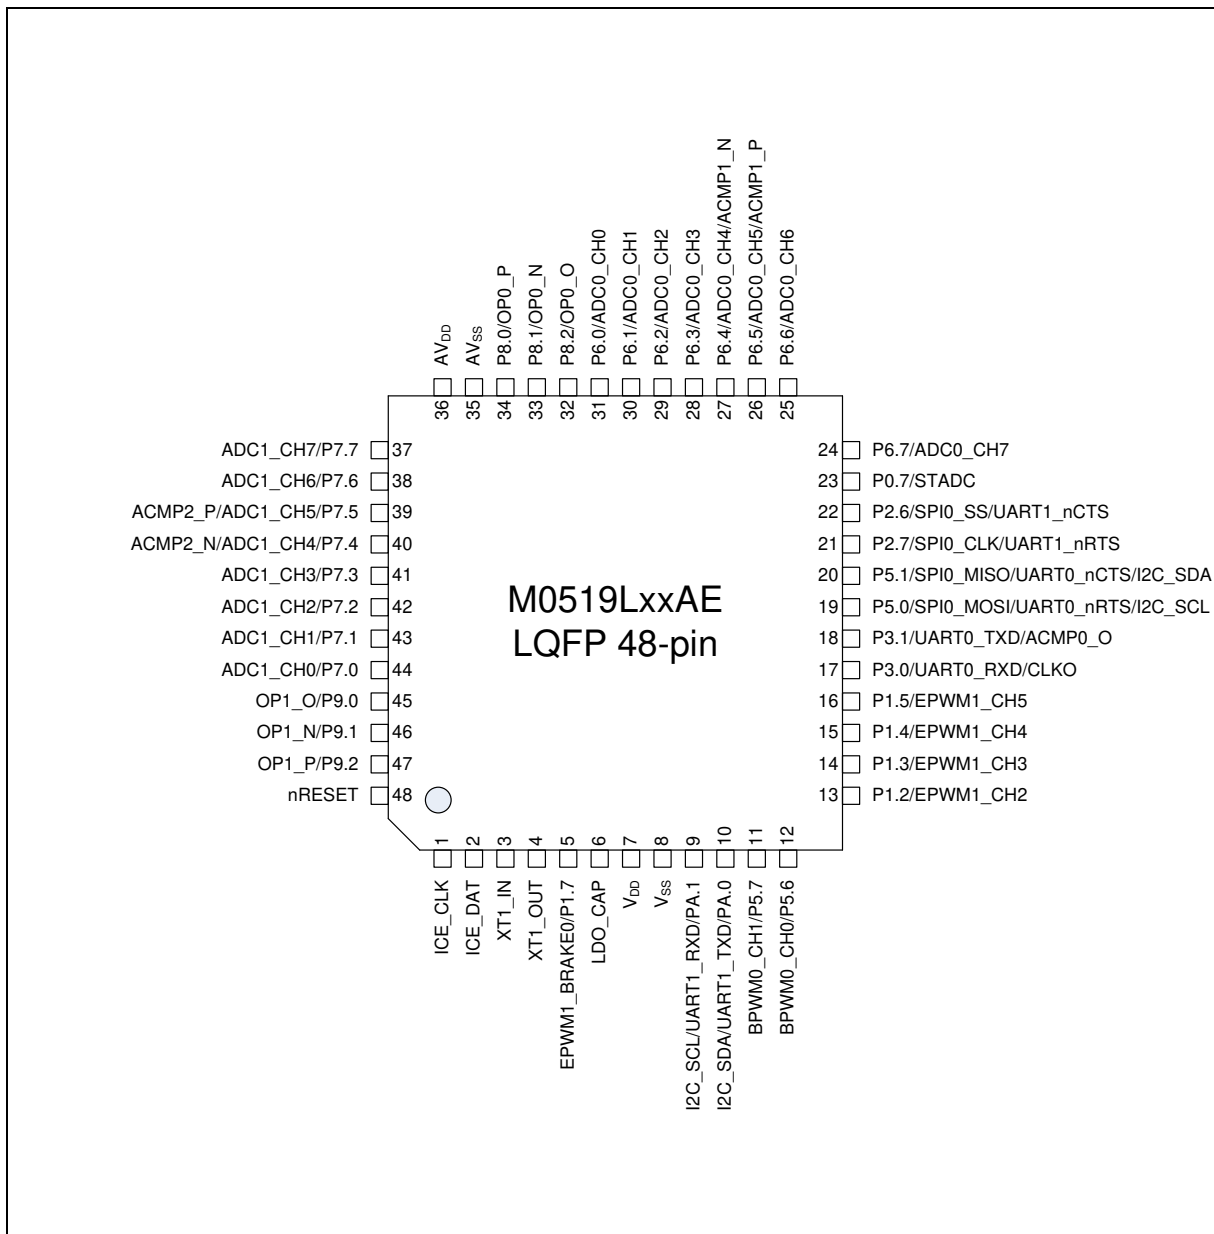 AVDD
AVSS
P8.0/OP0_P
P8.1/OP0_N
P8.2/OP0_O
P6.0/ADC0_CH0
P6.1/ADC0_CH1
P6.2/ADC0_CH2
P6.3/ADC0_CH3
P6.4/ADC0_CH4/ACMP1_N
P6.5/ADC0_CH5/ACMP1_P
P6.6/ADC0_CH6
36
35
34
33
32
31
30
29
28
27
26
25
ADC1_CH7/P7.7 37
ADC1_CH6/P7.6 38
ACMP2_P/ADC1_CH5/P7.5 39
ACMP2_N/ADC1_CH4/P7.4 40
ADC1_CH3/P7.3 41
ADC1_CH2/P7.2 42
ADC1_CH1/P7.1 43
ADC1_CH0/P7.0 44
OP1_O/P9.0 45
OP1_N/P9.1 46
OP1_P/P9.2 47
nRESET 48
M0519LxxAE
LQFP 48-pin
24 P6.7/ADC0_CH7
23 P0.7/STADC
22 P2.6/SPI0_SS/UART1_nCTS
21 P2.7/SPI0_CLK/UART1_nRTS
20 P5.1/SPI0_MISO/UART0_nCTS/I2C_SDA
19 P5.0/SPI0_MOSI/UART0_nRTS/I2C_SCL
18 P3.1/UART0_TXD/ACMP0_O
17 P3.0/UART0_RXD/CLKO
16 P1.5/EPWM1_CH5
15 P1.4/EPWM1_CH4
14 P1.3/EPWM1_CH3
13 P1.2/EPWM1_CH2
1
2
3
4
5
6
7
8
9
10
11
12
ICE_CLK
ICE_DAT
XT1_IN
XT1_OUT
EPWM1_BRAKE0/P1.7
LDO_CAP
VDD
VSS
I2C_SCL/UART1_RXD/PA.1
I2C_SDA/UART1_TXD/PA.0
BPWM0_CH1/P5.7
BPWM0_CH0/P5.6